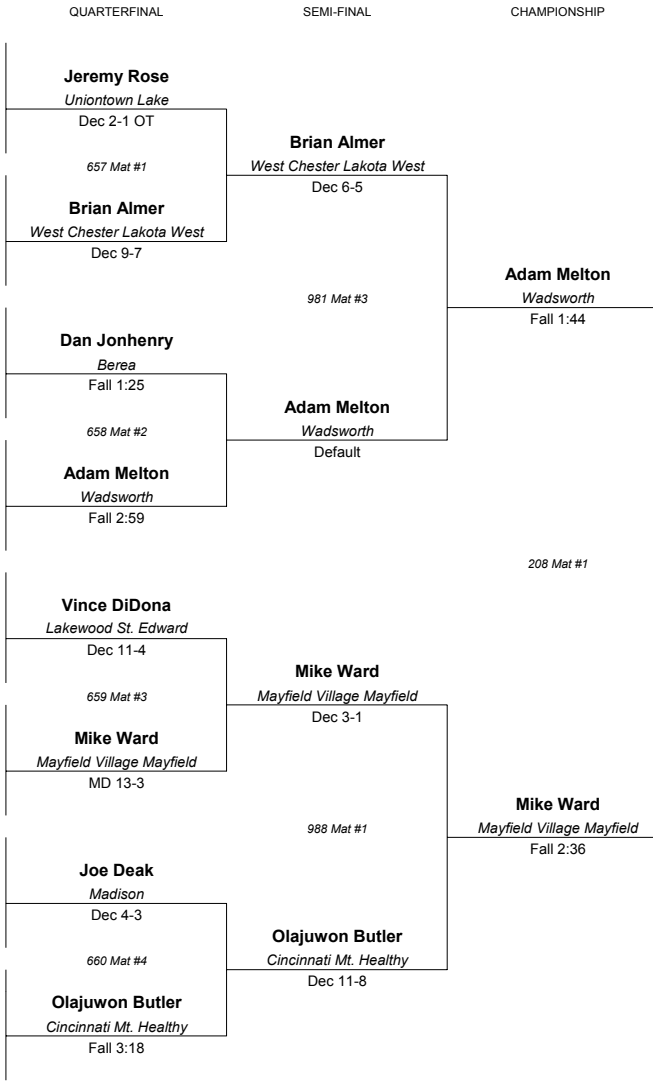 QUARTERFINAL SEMI-FINAL CHAMPIONSHIP
Jeremy Rose
Uniontown Lake
Dec 2-1 OT
Brian Almer
657 Mat #1
West Chester Lakota West
Dec 6-5
Brian Almer
West Chester Lakota West
Dec 9-7
Adam Melton
981 Mat #3
Wadsworth
Fall 1:44
Dan Jonhenry
Berea
Fall 1:25
Adam Melton
658 Mat #2
Wadsworth
Default
Adam Melton
Wadsworth
Fall 2:59
208 Mat #1
Vince DiDona
Lakewood St. Edward
Dec 11-4
Mike Ward
659 Mat #3
Mayfield Village Mayfield
Dec 3-1
Mike Ward
Mayfield Village Mayfield
MD 13-3
Mike Ward
988 Mat #1
Mayfield Village Mayfield
Fall 2:36
Joe Deak
Madison
Dec 4-3
Olajuwon Butler
660 Mat #4
Cincinnati Mt. Healthy
Dec 11-8
Olajuwon Butler
Cincinnati Mt. Healthy
Fall 3:18